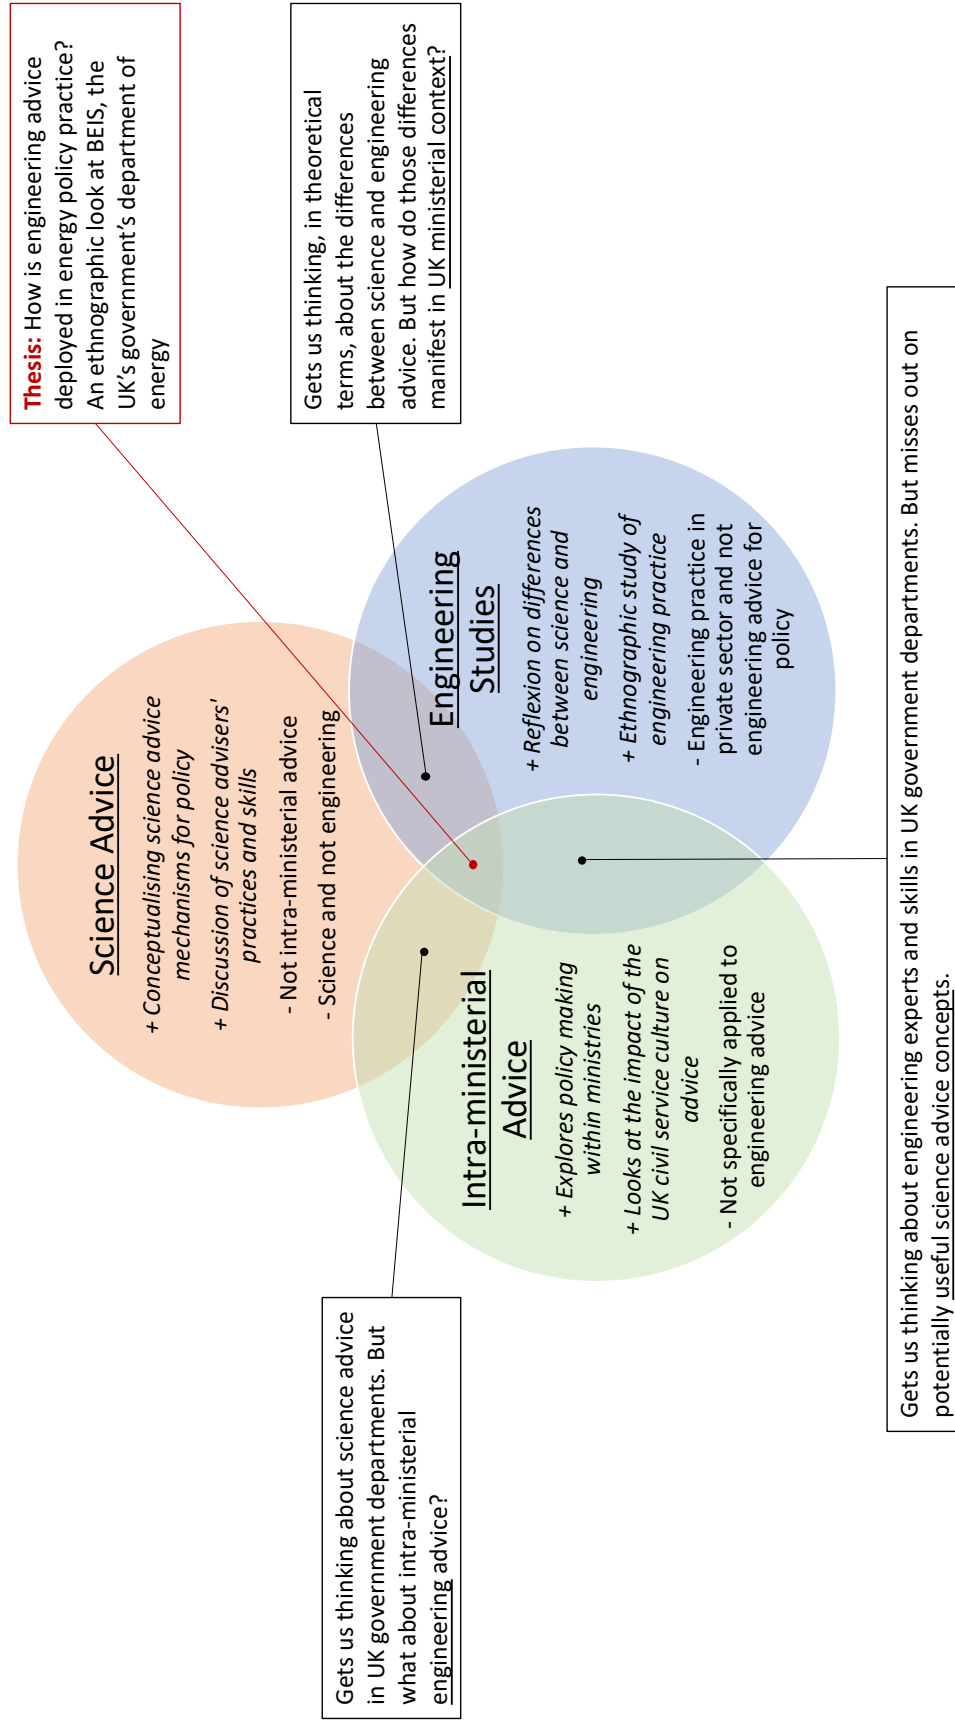 Science Advice
+ Conceptualising science advice
mechanisms for policy
+ Discussion of science advisers'
practices and skills
- Not intra-ministerial advice
- Science and not engineering
Thesis: How is engineering advice
deployed in energy policy practice?
An ethnographic look at BEIS, the
UK's government's department of
energy
Gets us thinking, in theoretical
terms, about the differences
between science and engineering
advice. But how do those differences
manifest in UK ministerial context?
Gets us thinking about science advice
in UK government departments. But
what about intra-ministerial
engineering advice?
Intra-ministerial
Advice
+ Explores policy making
within ministries
+ Looks at the impact of the
UK civil service culture on
advice
- Not specifically applied to
engineering advice
Engineering
Studies
+ Reflexion on differences
between science and
engineering
+ Ethnographic study of
engineering practice
- Engineering practice in
private sector and not
engineering advice for
policy
Gets us thinking about engineering experts and skills in UK government departments. But misses out on
potentially useful science advice concepts.